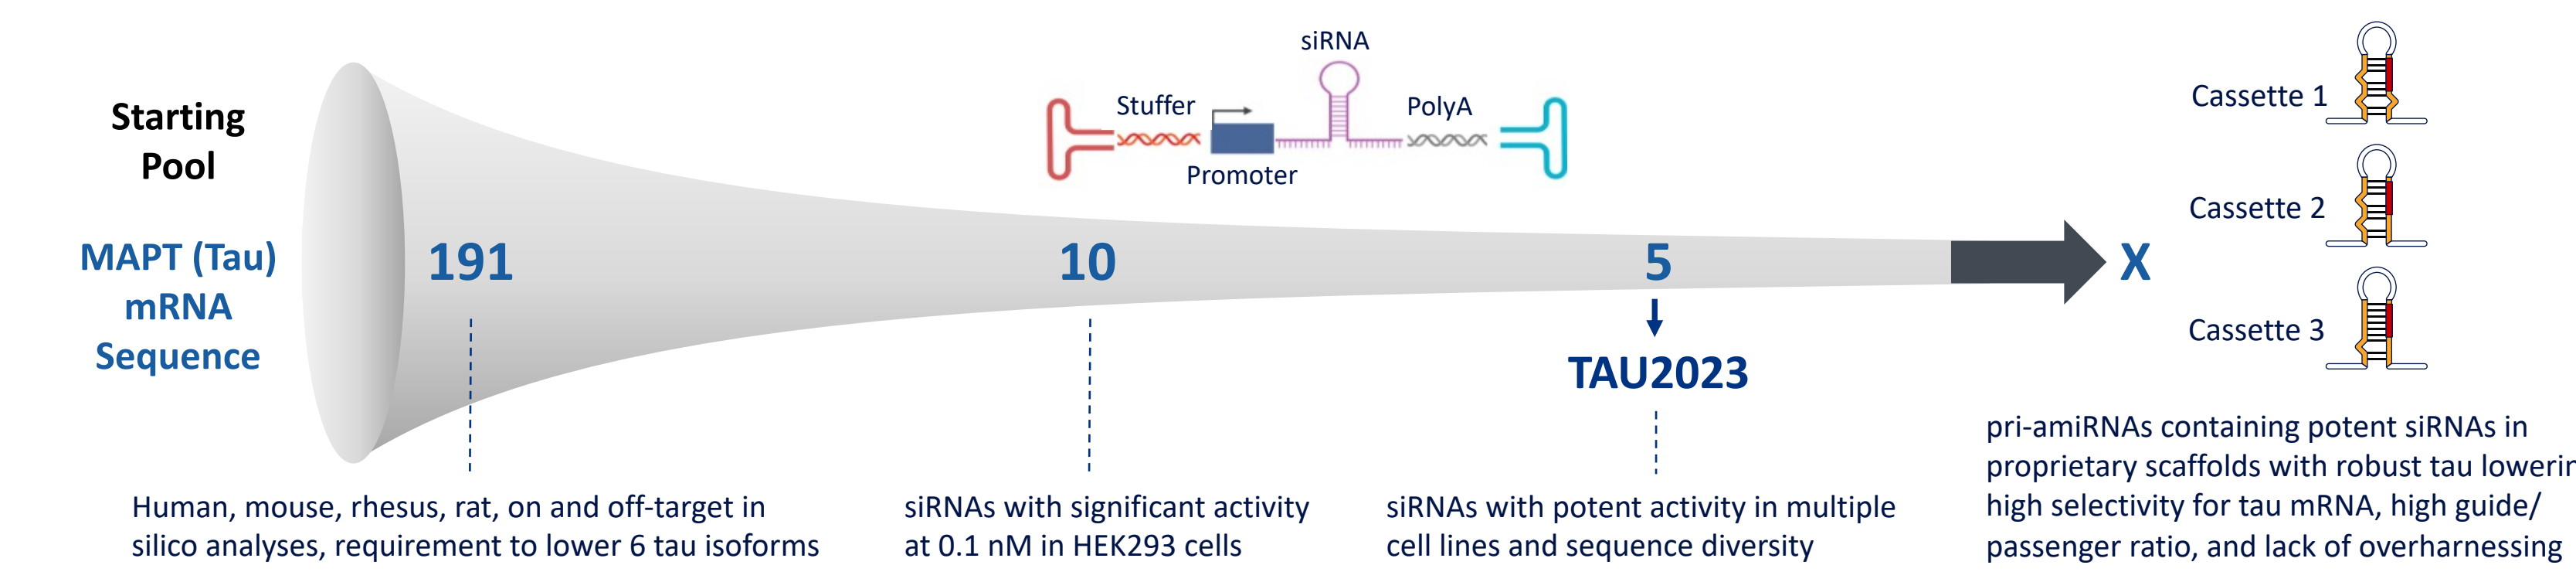 Starting
Pool
MAPT (Tau)
mRNA
Sequence
191
10
5
X
TAU2023
siRNA
Stuffer
PolyA
Promoter
Cassette 1
Cassette 2
Cassette 3
Human, mouse, rhesus, rat, on and off-target in
silico analyses, requirement to lower 6 tau isoforms
siRNAs with significant activity
at 0.1 nM in HEK293 cells
siRNAs with potent activity in multiple
cell lines and sequence diversity
pri-amiRNAs containing potent siRNAs in
proprietary scaffolds with robust tau lowerin
high selectivity for tau mRNA, high guide/
passenger ratio, and lack of overharnessing